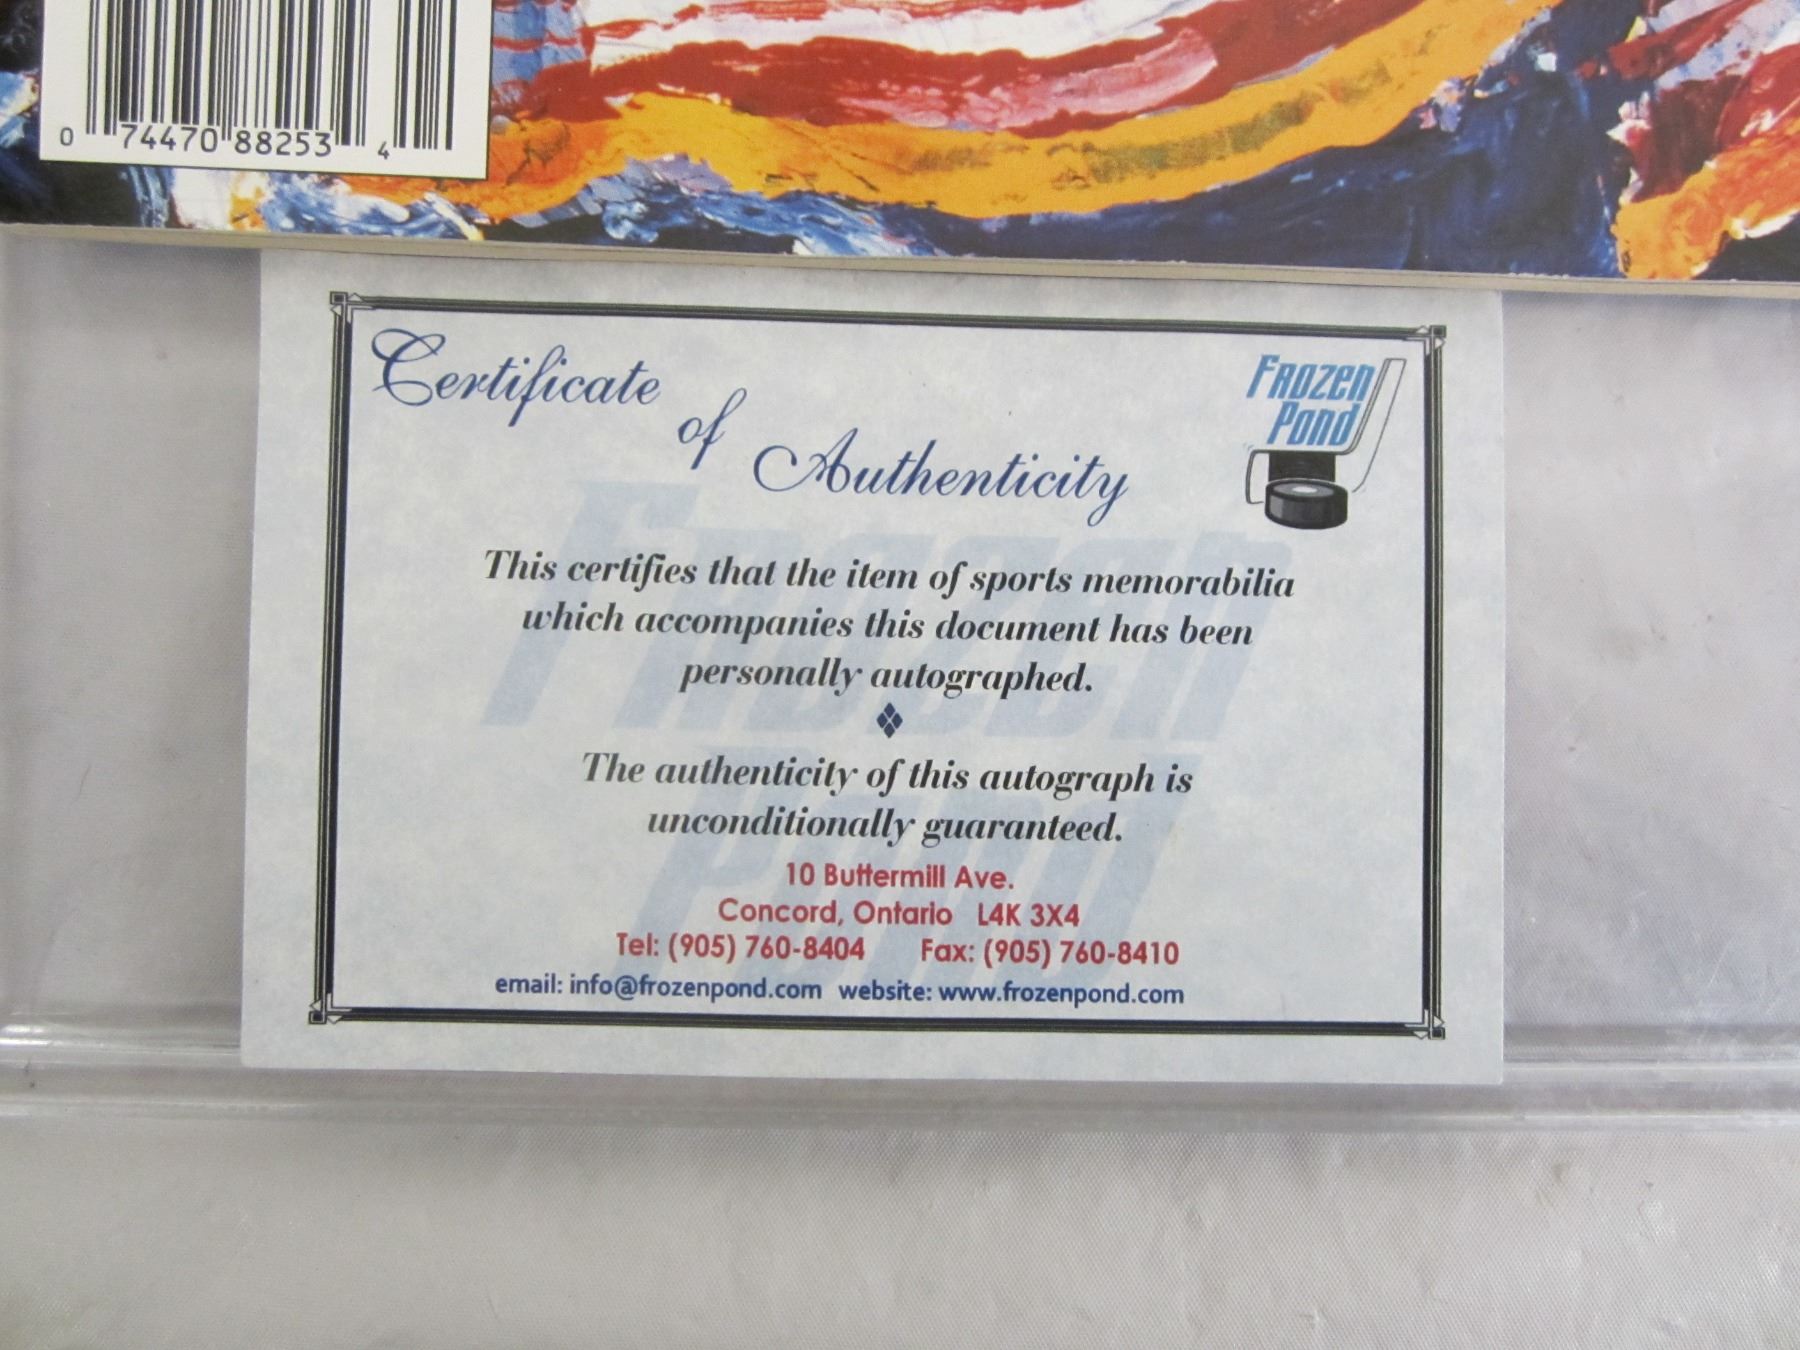 0 74470 88253 4
Certificate
of
Authenticity
FROZEN
POND
This certifies that the item of sports memorabilia
which accompanies this document has been
personally autographed.
The authenticity of this autograph is
unconditionally guaranteed.
10 Buttermill Ave.
Concord, Ontario L4K 3X4
Tel: (905) 760-8404 Fax: (905) 760-8410
email: info@frozenpond.com website: www.frozenpond.com